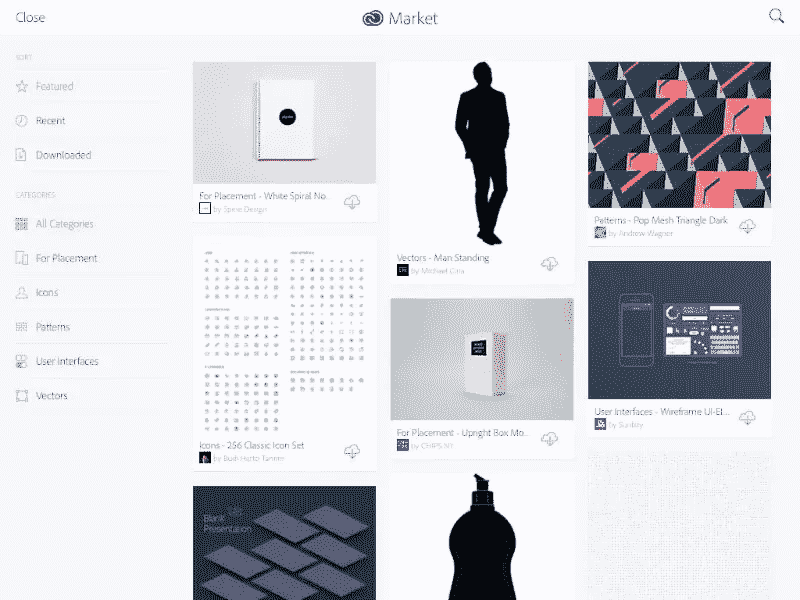 Close
Market
SORT
Featured
Recent
Downloaded
CATEGORIES
All Categories
For Placement
Icons
Patterns
User Interfaces
Vectors
For Placement - White Spiral No...
by Spire Design
Icons - 256 Classic Icon Set
by Budi Harto Tanrim
Blank
Presentation
Vectors - Man Standing
by Michael Cina
For Placement - Upright Box Mo...
by CHIPS NY
Patterns - Pop Mesh Triangle Dark
by Andrew Wagner
User Interfaces - Wireframe UI-El...
by